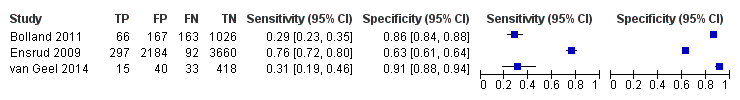 Study TP FP FN TN Sensitivity (95% CI) Specificity (95% CI) Sensitivity (95% CI) Specificity (95% CI)
Bolland 2011 66 167 163 1026 0.29 [0.23, 0.35] 0.86 [0.84, 0.88]
Ensrud 2009 297 2184 92 3660 0.76 [0.72, 0.80] 0.63 [0.61, 0.64]
van Geel 2014 15 40 33 418 0.31 [0.19, 0.46] 0.91 [0.88, 0.94]
0 0.2 0.4 0.6 0.8 1 0 0.2 0.4 0.6 0.8 1